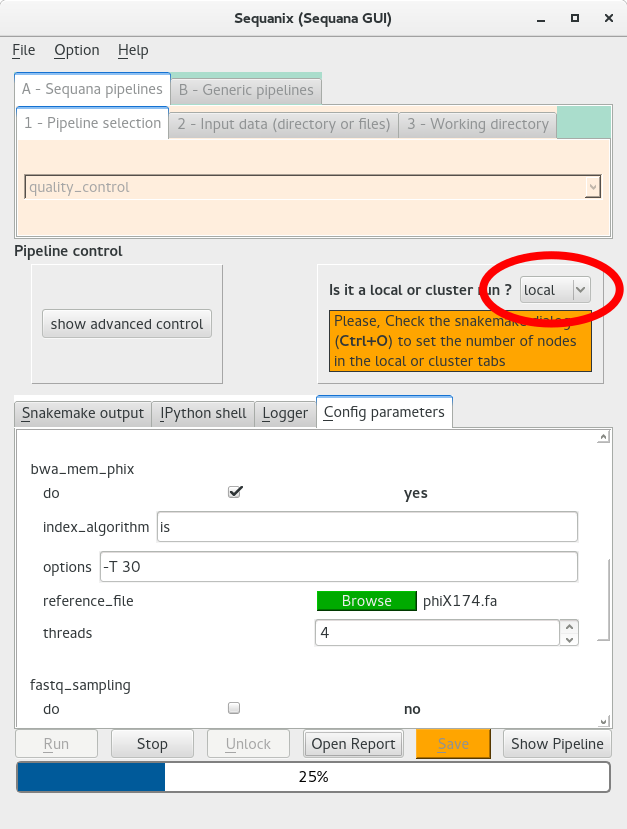 Sequanix (Sequana GUI)
File Option Help
A - Sequana pipelines B - Generic pipelines
1 - Pipeline selection 2 - Input data (directory or files) 3 - Working directory
quality_control
Pipeline control
Is it a local or cluster run ? local
show advanced control
Please, Check the snakemake dialog
(Ctrl+O) to set the number of nodes
in the local or cluster tabs
Snakemake output IPython shell Logger Config parameters
bwa_mem_phix
do yes
index_algorithm is
options -T 30
reference_file Browse phiX174.fa
threads 4
fastq_sampling
do no
Run Stop Unlock Open Report Save Show Pipeline
25%